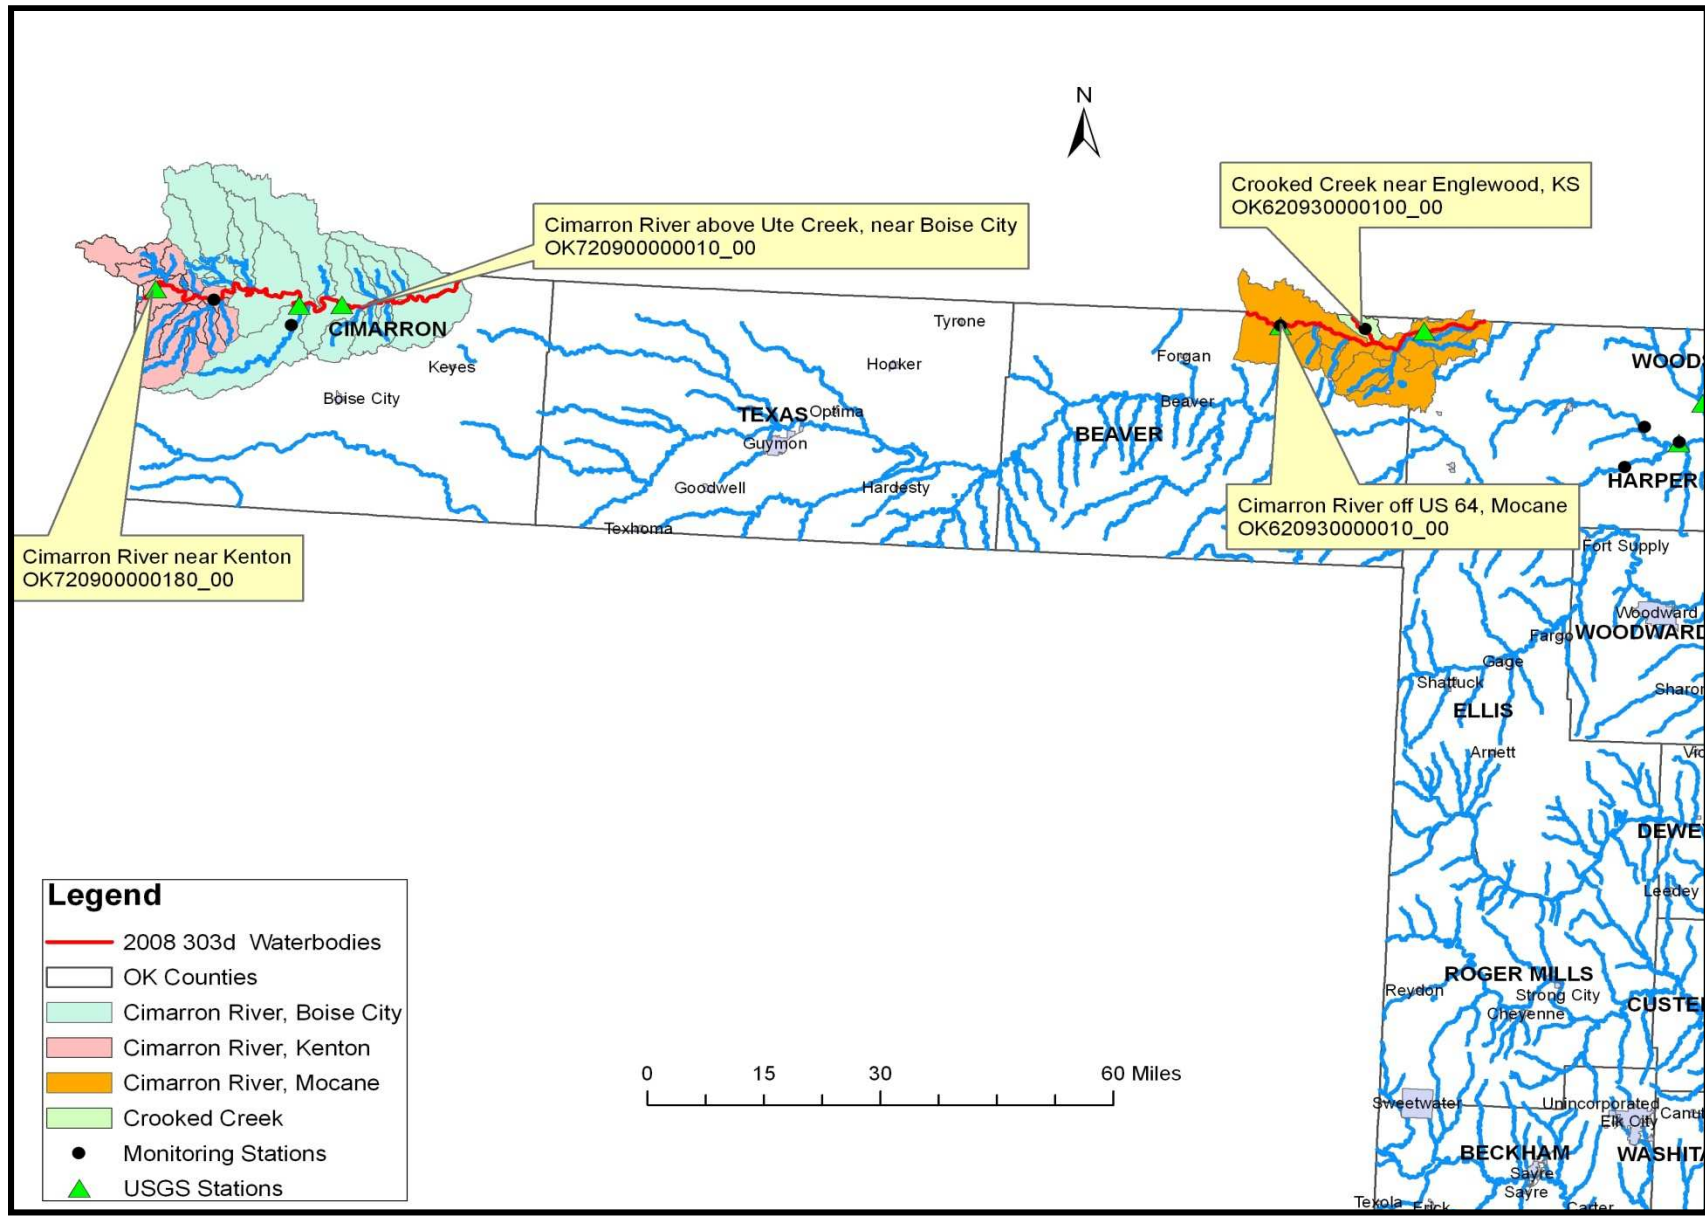 N
Crooked Creek near Englewood, KS
OK620930000100_00
Cimarron River above Ute Creek, near Boise City
OK720900000010_00
CIMARRON
Tyrone
Keyes
Hooker
Forgan
Boise City
TEXAS
Optima
Beaver
BEAVER
Guymon
Goodwell
Hardesty
Texhoma
HARPER
Cimarron River off US 64, Mocane
OK620930000010_00
Cimarron River near Kenton
OK720900000180_00
Fort Supply
Woodward
Fargo
WOODWARD
Gage
Shattuck
Sharon
ELLIS
Arnett
DEWEY
Leedey
ROGER MILLS
Reydon
Strong City
Cheyenne
Sweetwater
Unincorporated
Elk City
BECKHAM
Sayre
Sayre
Texola
Erick
Carter
Legend
2008 303d Waterbodies
OK Counties
Cimarron River, Boise City
Cimarron River, Kenton
Cimarron River, Mocane
Crooked Creek
Monitoring Stations
USGS Stations
0 15 30 60 Miles